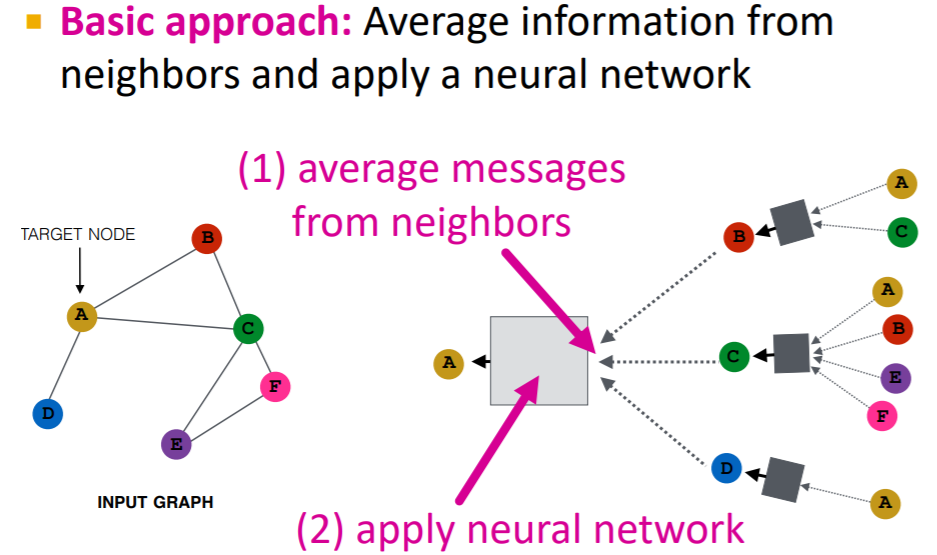 Basic approach: Average information from
neighbors and apply a neural network
(1) average messages
from neighbors
TARGET NODE
B
A
C
F
D
E
INPUT GRAPH
A
B
A
C
C
A
B
E
F
D
A
(2) apply neural network